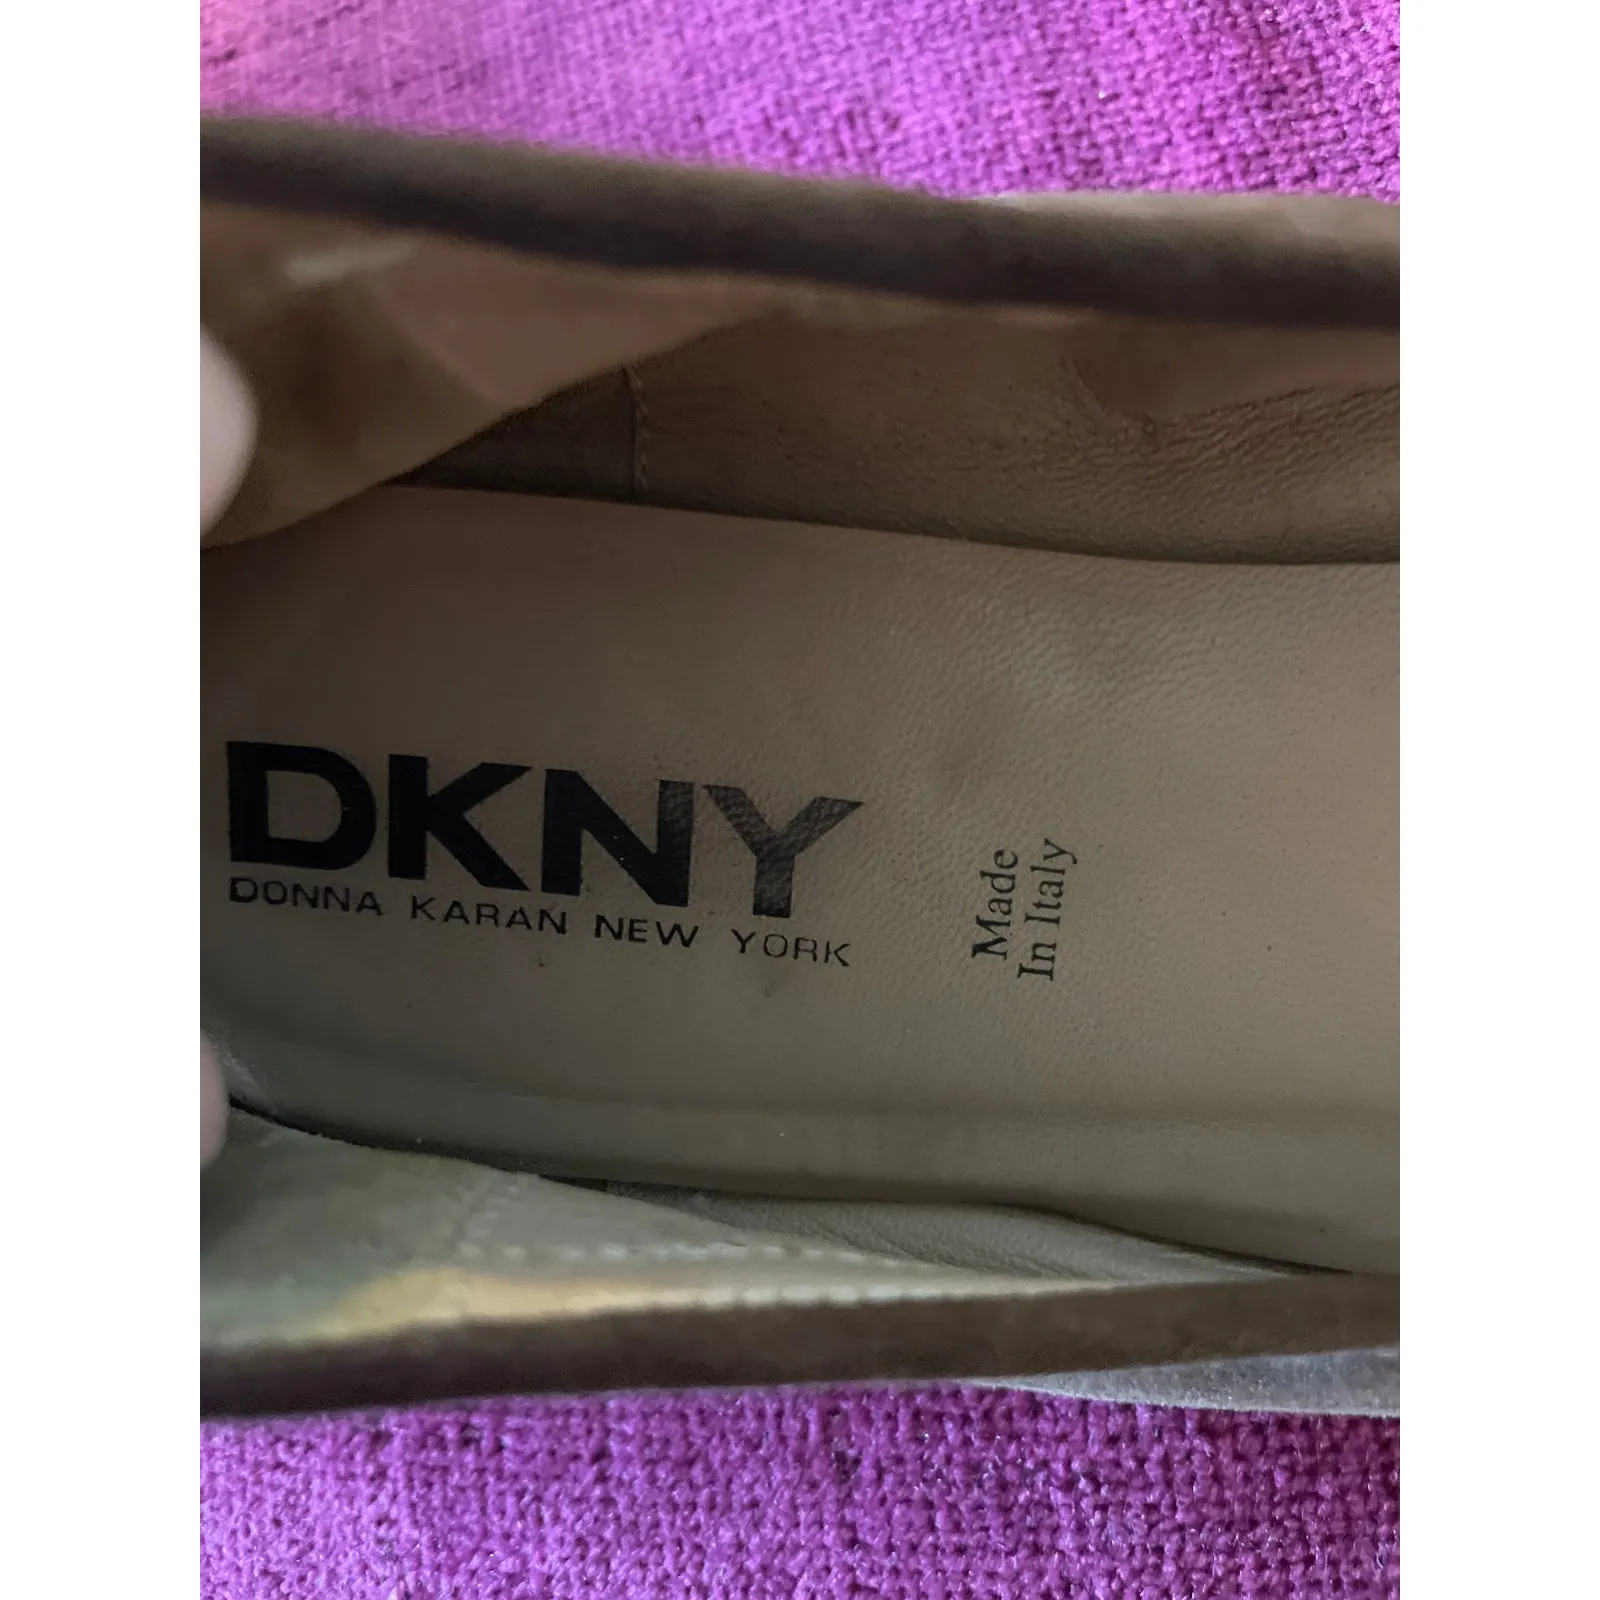 DKNY
DONNA KARAN NEW YORK
Made
In Italy